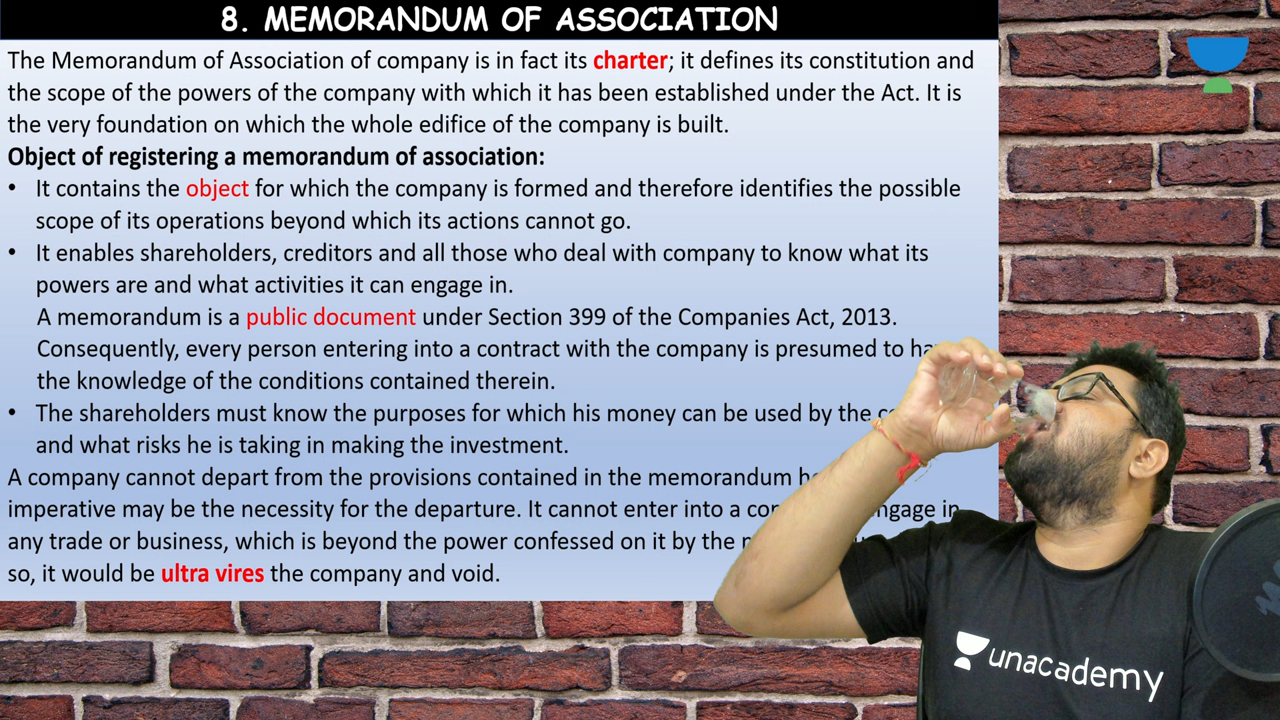 8. MEMORANDUM OF ASSOCIATION
The Memorandum of Association of company is in fact its charter; it defines its constitution and
the scope of the powers of the company with which it has been established under the Act. It is
the very foundation on which the whole edifice of the company is built.
Object of registering a memorandum of association:
• It contains the object for which the company is formed and therefore identifies the possible
scope of its operations beyond which its actions cannot go.
• It enables shareholders, creditors and all those who deal with company to know what its
powers are and what activities it can engage in.
A memorandum is a public document under Section 399 of the Companies Act, 2013.
Consequently, every person entering into a contract with the company is presumed to
the knowledge of the conditions contained therein.
• The shareholders must know the purposes for which his money can be used by the
and what risks he is taking in making the investment.
A company cannot depart from the provisions contained in the memorandum
imperative may be the necessity for the departure. It cannot enter into a engage in
any trade or business, which is beyond the power confessed on it by the
so, it would be ultra vires the company and void.
unacademy